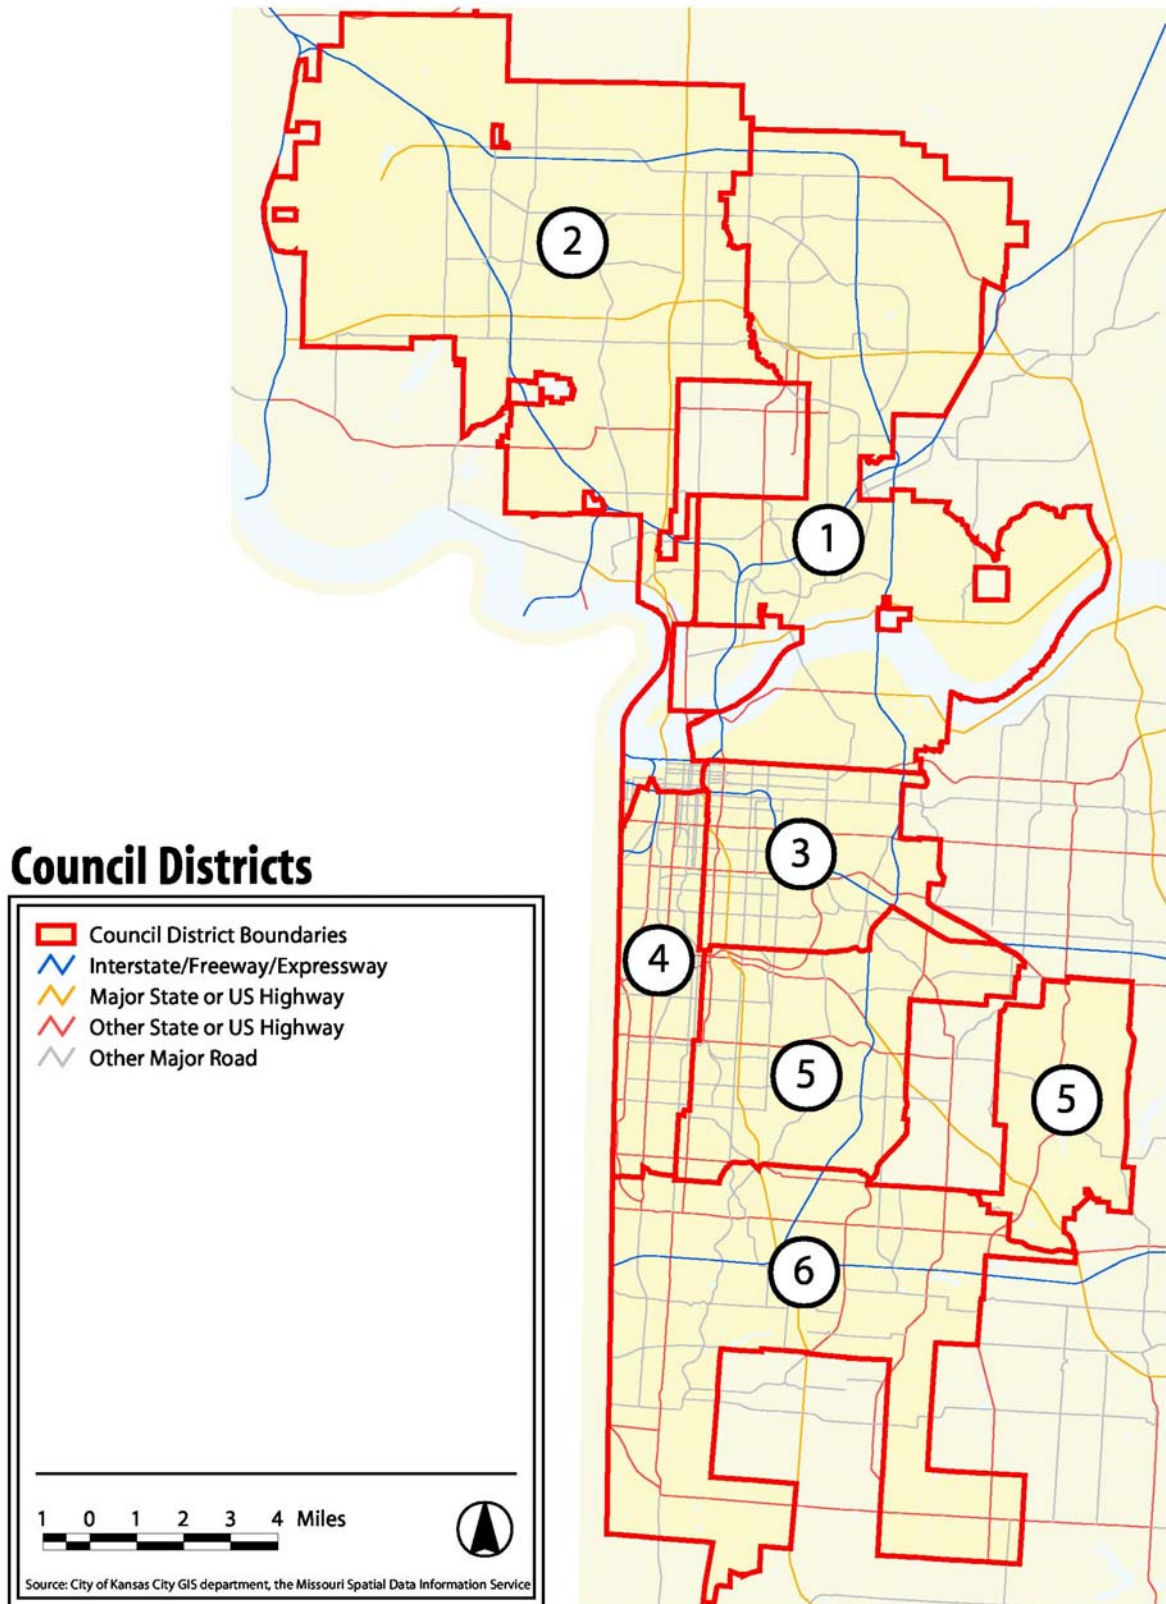 2
1
3
4
5
5
6
Council Districts
Council District Boundaries
Interstate/Freeway/Expressway
Major State or US Highway
Other State or US Highway
Other Major Road
1 0 1 2 3 4 Miles
Source: City of Kansas City GIS department, the Missouri Spatial Data Information Service